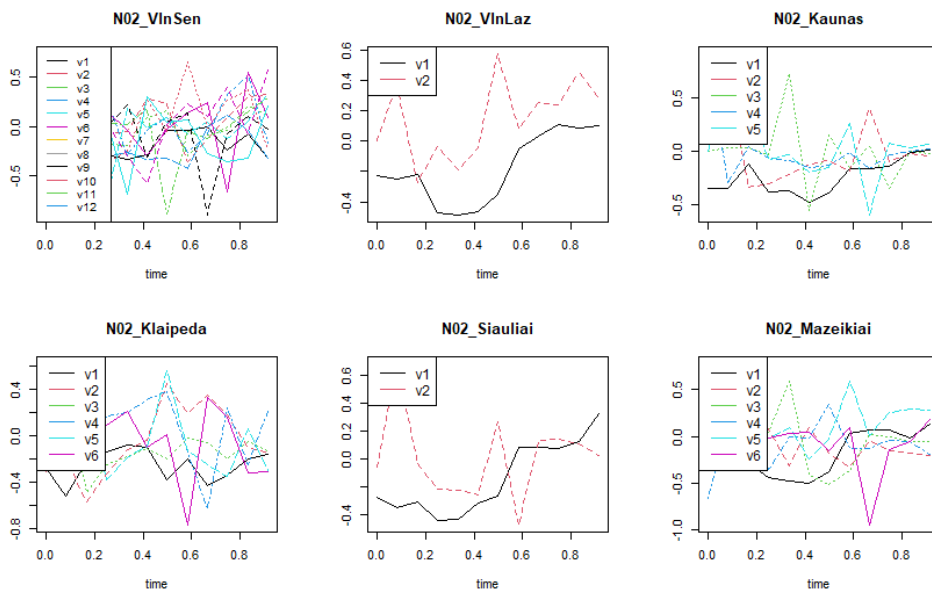 N02_VlnSen
v1
v2
v3
v4
v5
v6
v7
v8
v9
v10
v11
v12
0.5
0.0
-0.5
0.0 0.2 0.4 0.6 0.8
time
N02_VlnLaz
v1
v2
0.6
0.4
0.2
0.0
-0.4
0.0 0.2 0.4 0.6 0.8
time
N02_Kaunas
v1
v2
v3
v4
v5
0.5
0.0
-0.5
0.0 0.2 0.4 0.6 0.8
time
N02_Klaipeda
v1
v2
v3
v4
v5
v6
0.4
0.0
-0.4
-0.8
0.0 0.2 0.4 0.6 0.8
time
N02_Siauliai
v1
v2
0.6
0.4
0.2
0.0
-0.4
0.0 0.2 0.4 0.6 0.8
time
N02_Mazeikiai
v1
v2
v3
v4
v5
v6
0.5
0.0
-0.5
-1.0
0.0 0.2 0.4 0.6 0.8
time